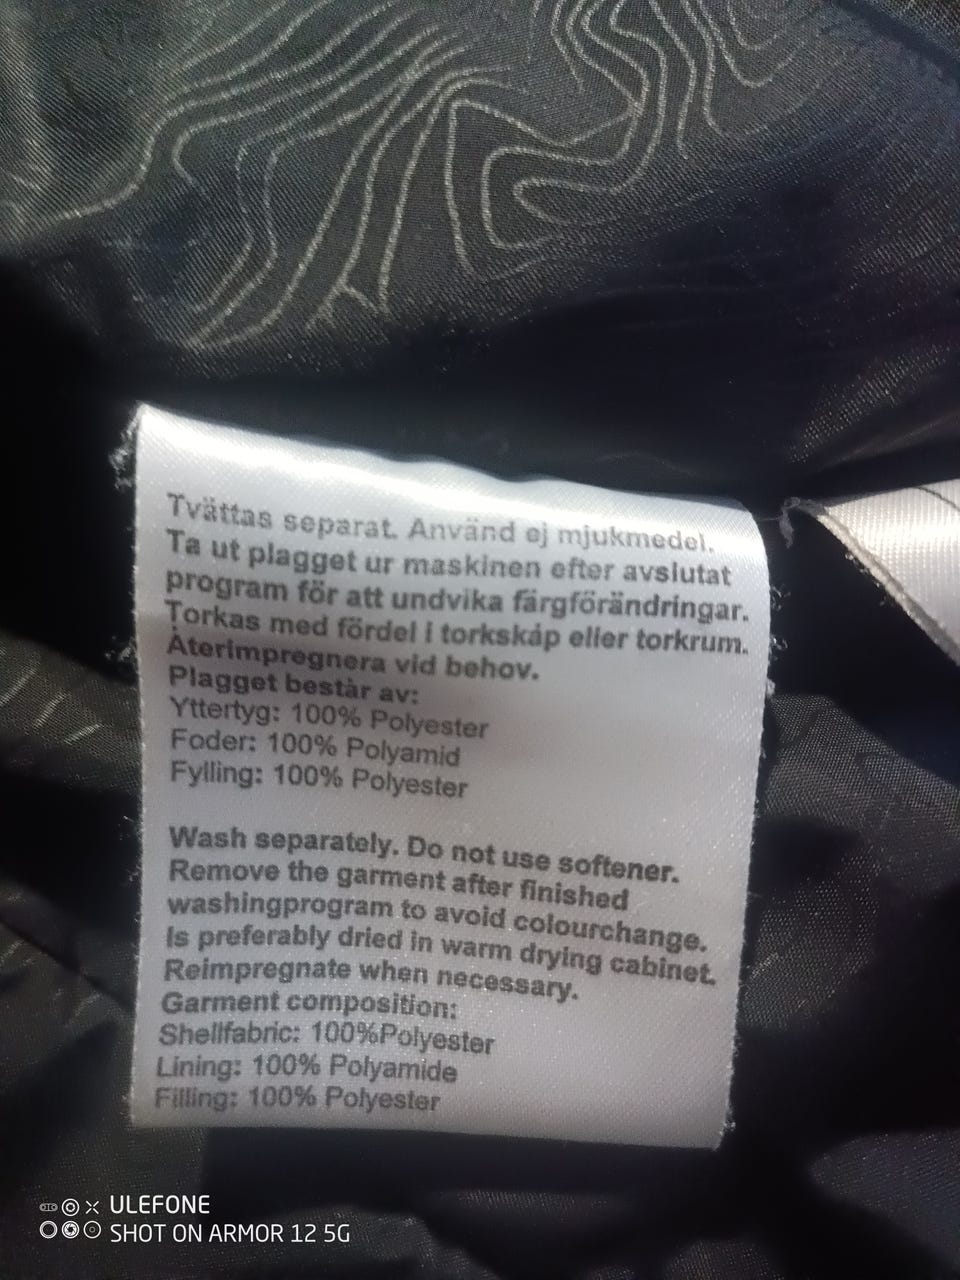 Tvättas separat. Använd ej mjukmedel.
Ta ut plagget ur maskinen efter avslutat
program för att undvika färgförändringar.
Torkas med fördel i torkskåp eller torkrum.
Återimpregnera vid behov.
Plagget består av:
Yttertyg: 100% Polyester
Foder: 100% Polyamid
Fylling: 100% Polyester
Wash separately. Do not use softener.
Remove the garment after finished
washingprogram to avoid colourchange.
Is preferably dried in warm drying cabinet.
Reimpregnate when necessary.
Garment composition:
Shellfabric: 100%Polyester
Lining: 100% Polyamide
Filling: 100% Polyester
ULEFONE
SHOT ON ARMOR 12 5G